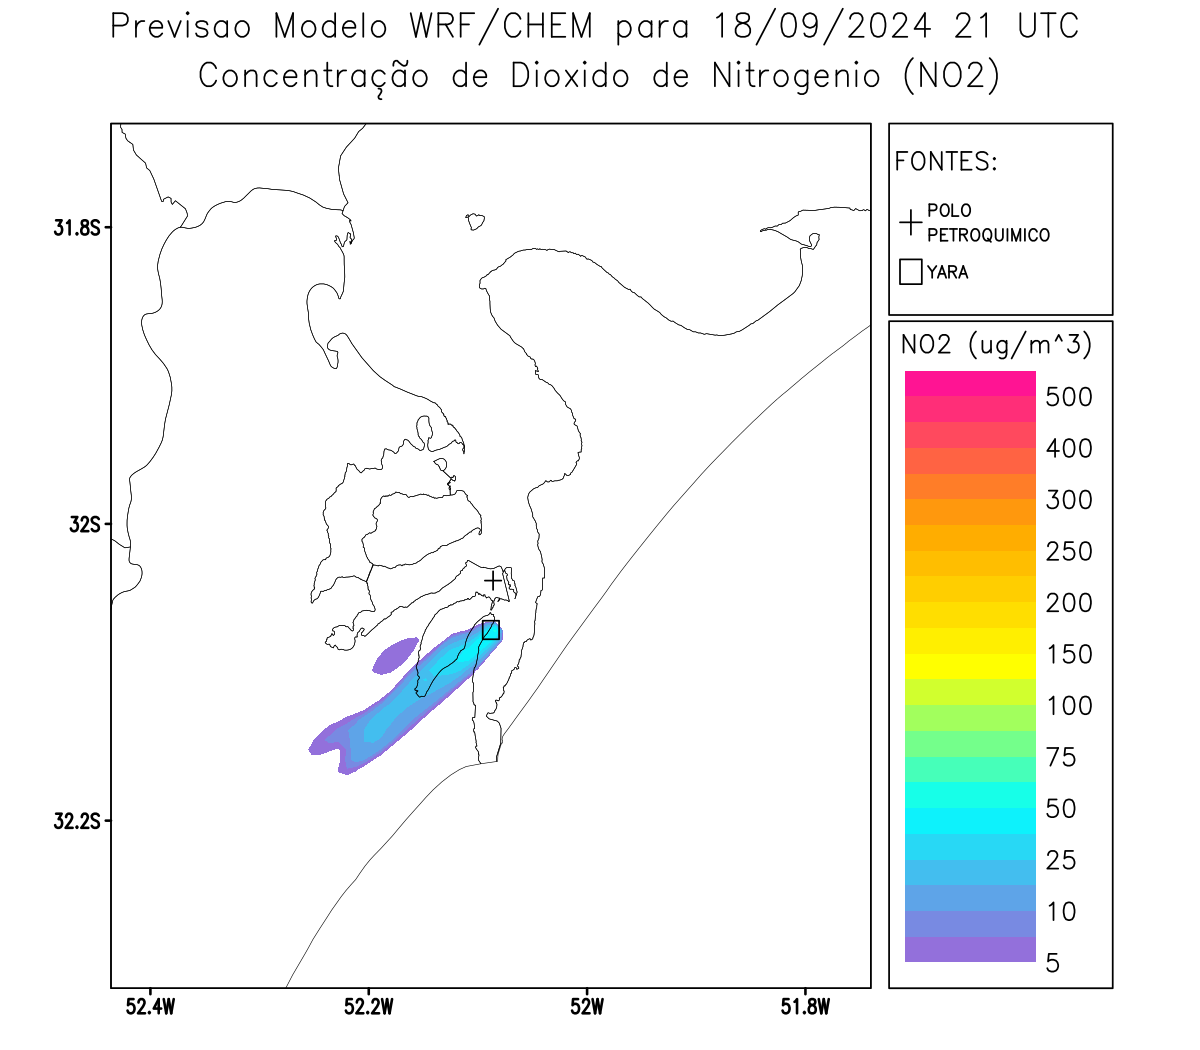 Previsao Modelo WRF/CHEM para 18/09/2024 21 UTC
Concentração de Dioxido de Nitrogenio (NO2)
FONTES:
POLO
PETROQUIMICO
YARA
NO2 (ug/m^3)
500
400
300
250
200
150
100
75
50
25
10
5
31.8S
32S
32.2S
52.4W
52.2W
52W
51.8W